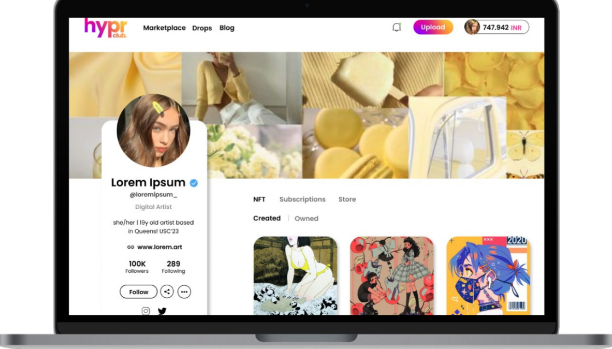 hypr
club.
Marketplace Drops Blog
Upload
747.942 INR
Lorem Ipsum
@loremipsum_
Digital Artist
she/her | 19y old artist based
in Queens! USC'23
www.lorem.art
100K 289
Followers Following
Follow
NFT Subscriptions Store
Created | Owned
2020